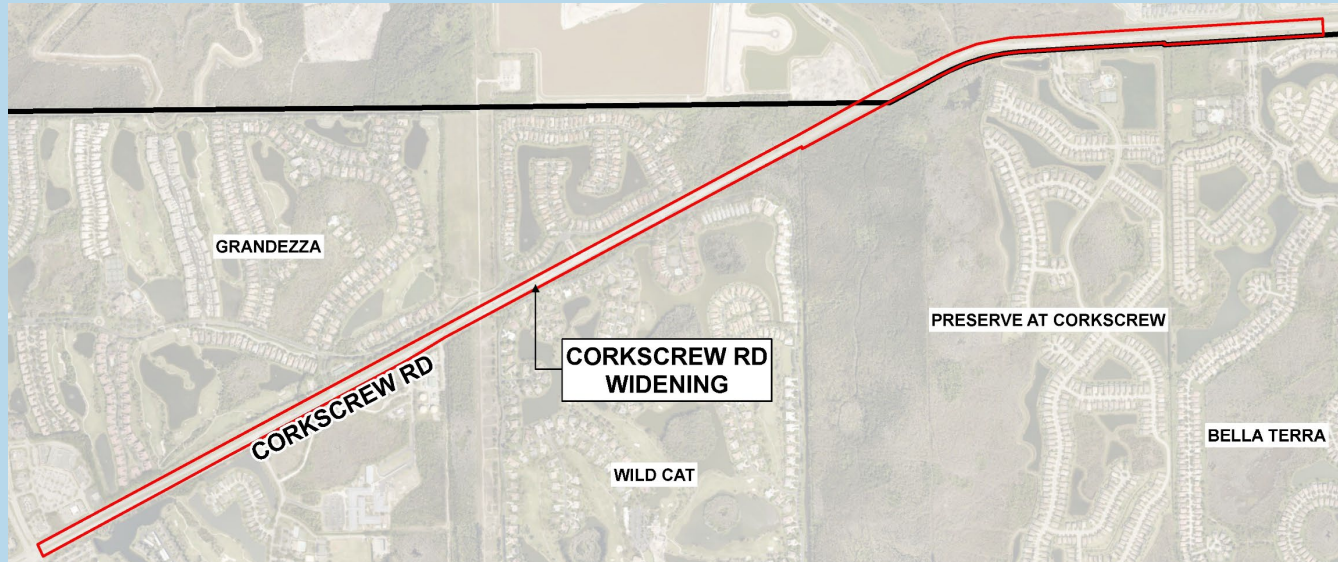 GRANDEZZA
PRESERVE AT CORKSCREW
CORKSCREW RD
WIDENING
CORKSCREW RD
BELLA TERRA
WILD CAT